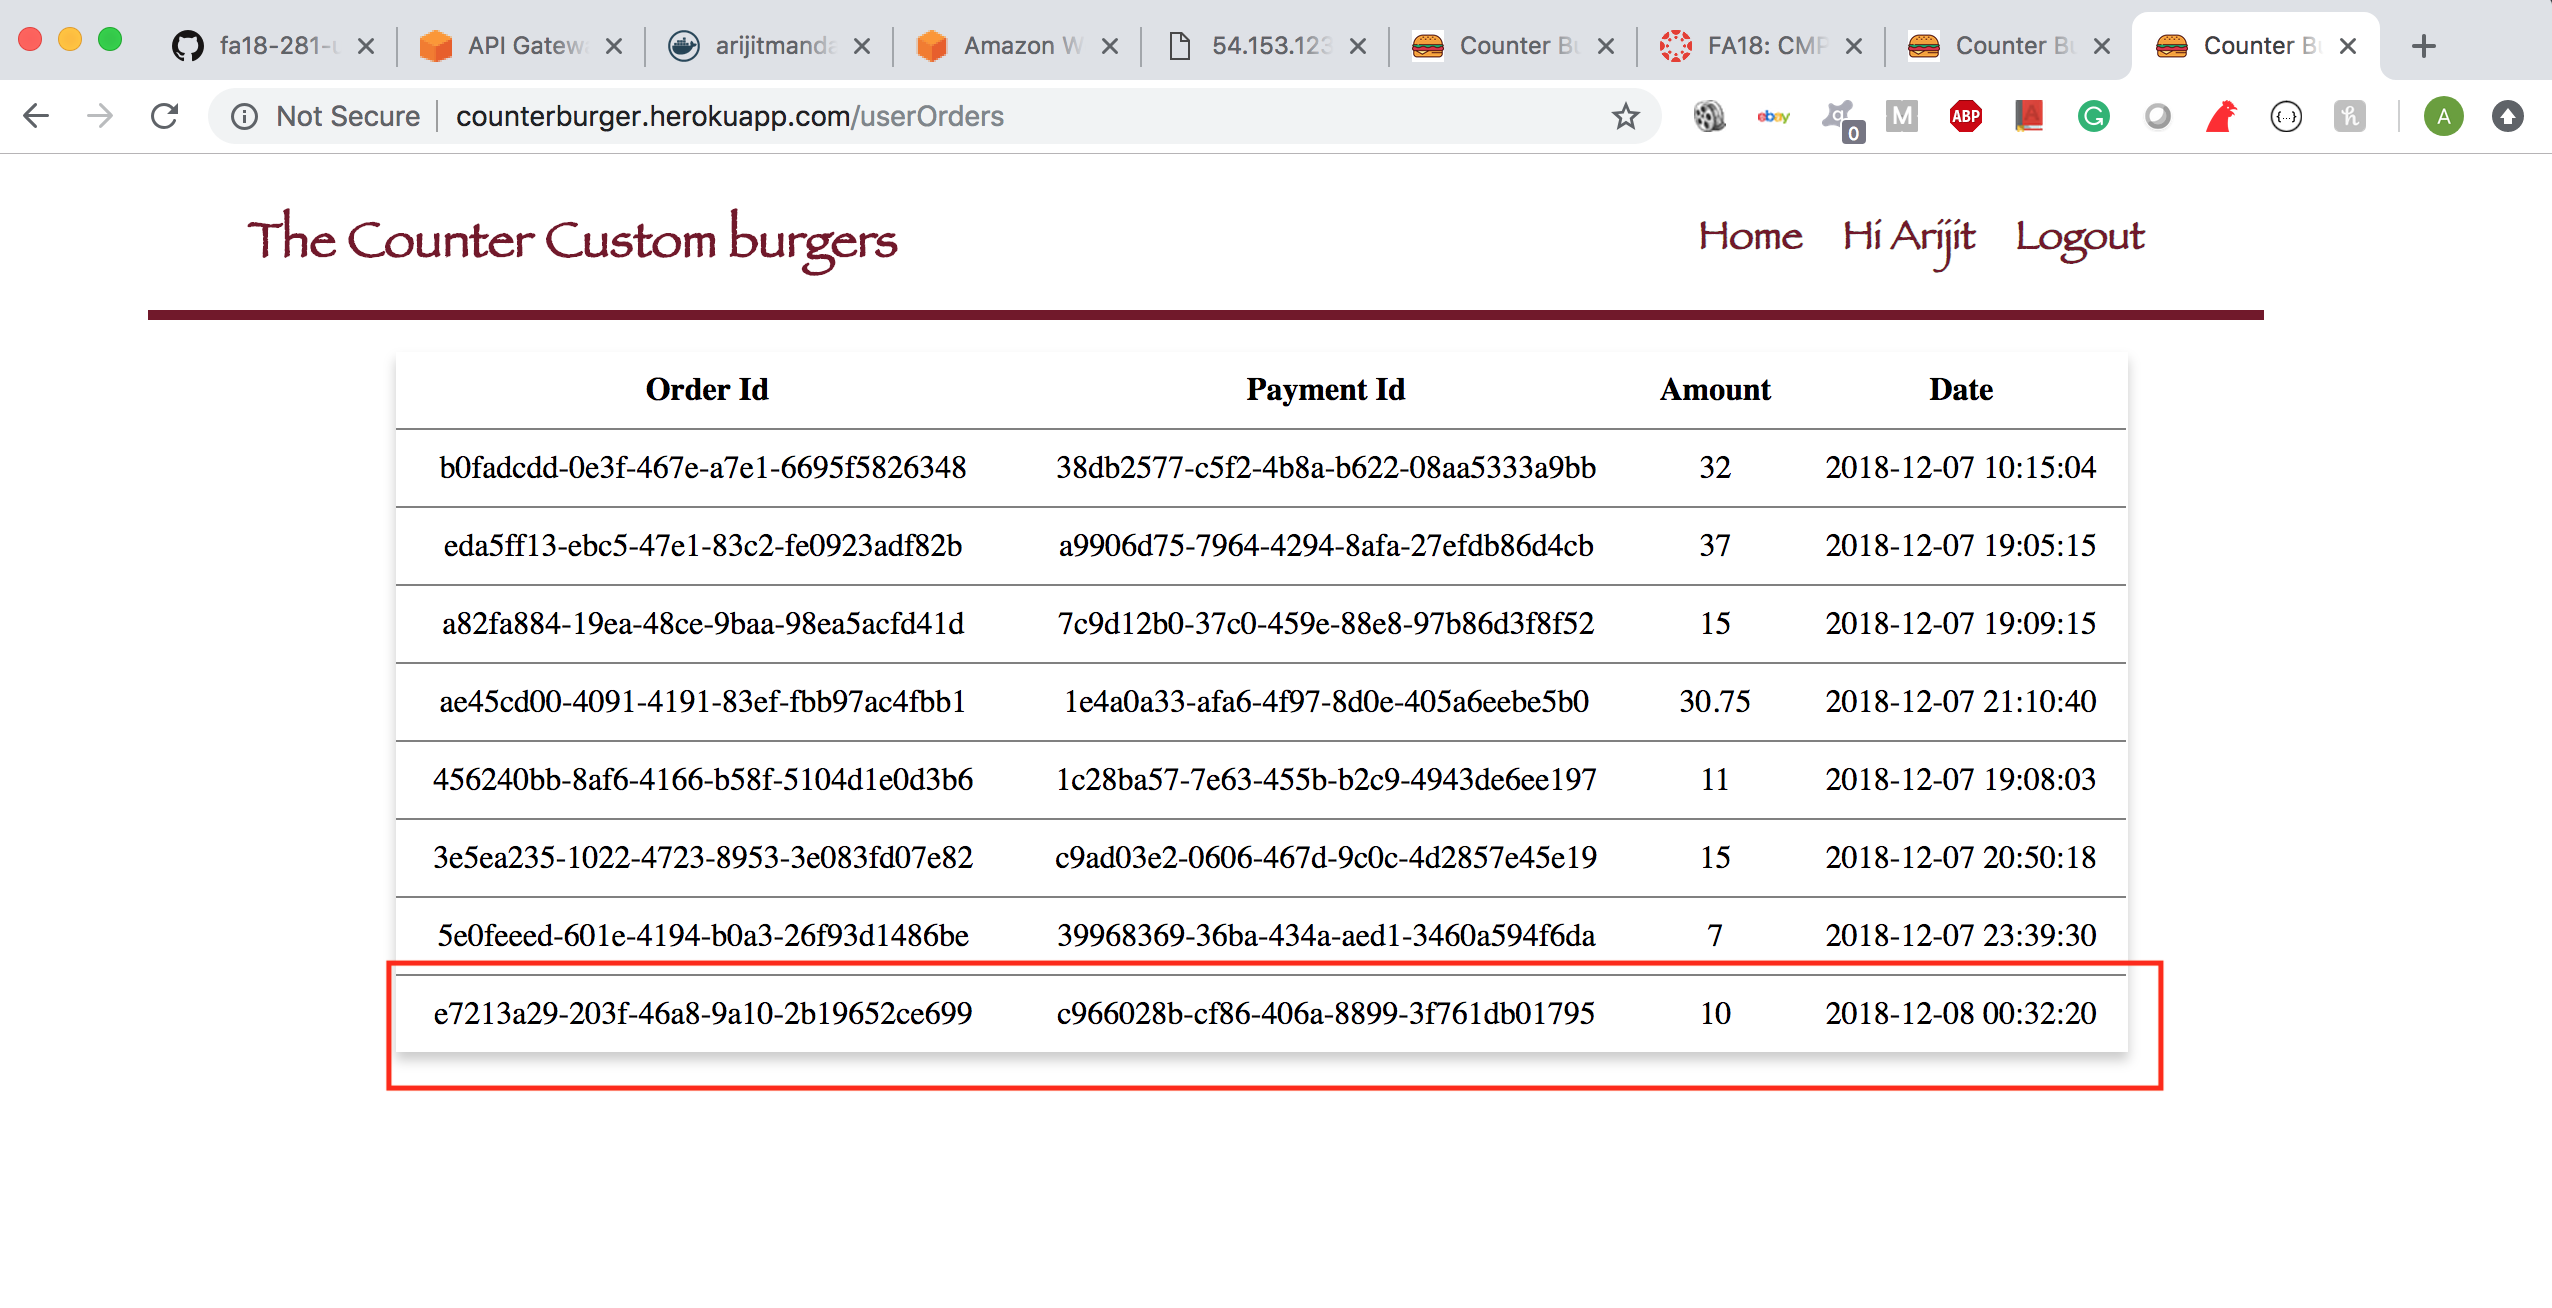 fa18-281- API Gatew arijitmanda Amazon W 54.153.123 Counter B FA18: CMP Counter B Counter B
Not Secure counterburger.herokuapp.com/userOrders ebay 0 M ABP A G {...} h A
The Counter Custom burgers Home Hi Arijit Logout
Order Id Payment Id Amount Date
b0fadcdd-0e3f-467e-a7e1-6695f5826348 38db2577-c5f2-4b8a-b622-08aa5333a9bb 32 2018-12-07 10:15:04
eda5ff13-ebc5-47e1-83c2-fe0923adf82b a9906d75-7964-4294-8afa-27efdb86d4cb 37 2018-12-07 19:05:15
a82fa884-19ea-48ce-9baa-98ea5acfd41d 7c9d12b0-37c0-459e-88e8-97b86d3f8f52 15 2018-12-07 19:09:15
ae45cd00-4091-4191-83ef-fbb97ac4fbb1 1e4a0a33-afa6-4f97-8d0e-405a6eebe5b0 30.75 2018-12-07 21:10:40
456240bb-8af6-4166-b58f-5104d1e0d3b6 1c28ba57-7e63-455b-b2c9-4943de6ee197 11 2018-12-07 19:08:03
3e5ea235-1022-4723-8953-3e083fd07e82 c9ad03e2-0606-467d-9c0c-4d2857e45e19 15 2018-12-07 20:50:18
5e0feeed-601e-4194-b0a3-26f93d1486be 39968369-36ba-434a-aed1-3460a594f6da 7 2018-12-07 23:39:30
e7213a29-203f-46a8-9a10-2b19652ce699 c966028b-cf86-406a-8899-3f761db01795 10 2018-12-08 00:32:20